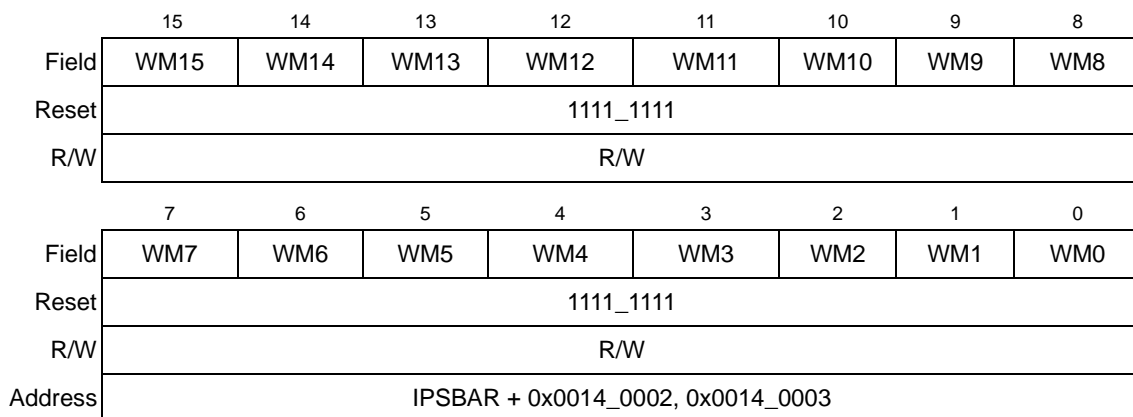 15 14 13 12 11 10 9 8
Field WM15 WM14 WM13 WM12 WM11 WM10 WM9 WM8
Reset 1111_1111
R/W R/W
7 6 5 4 3 2 1 0
Field WM7 WM6 WM5 WM4 WM3 WM2 WM1 WM0
Reset 1111_1111
R/W R/W
Address IPSBAR + 0x0014_0002, 0x0014_0003